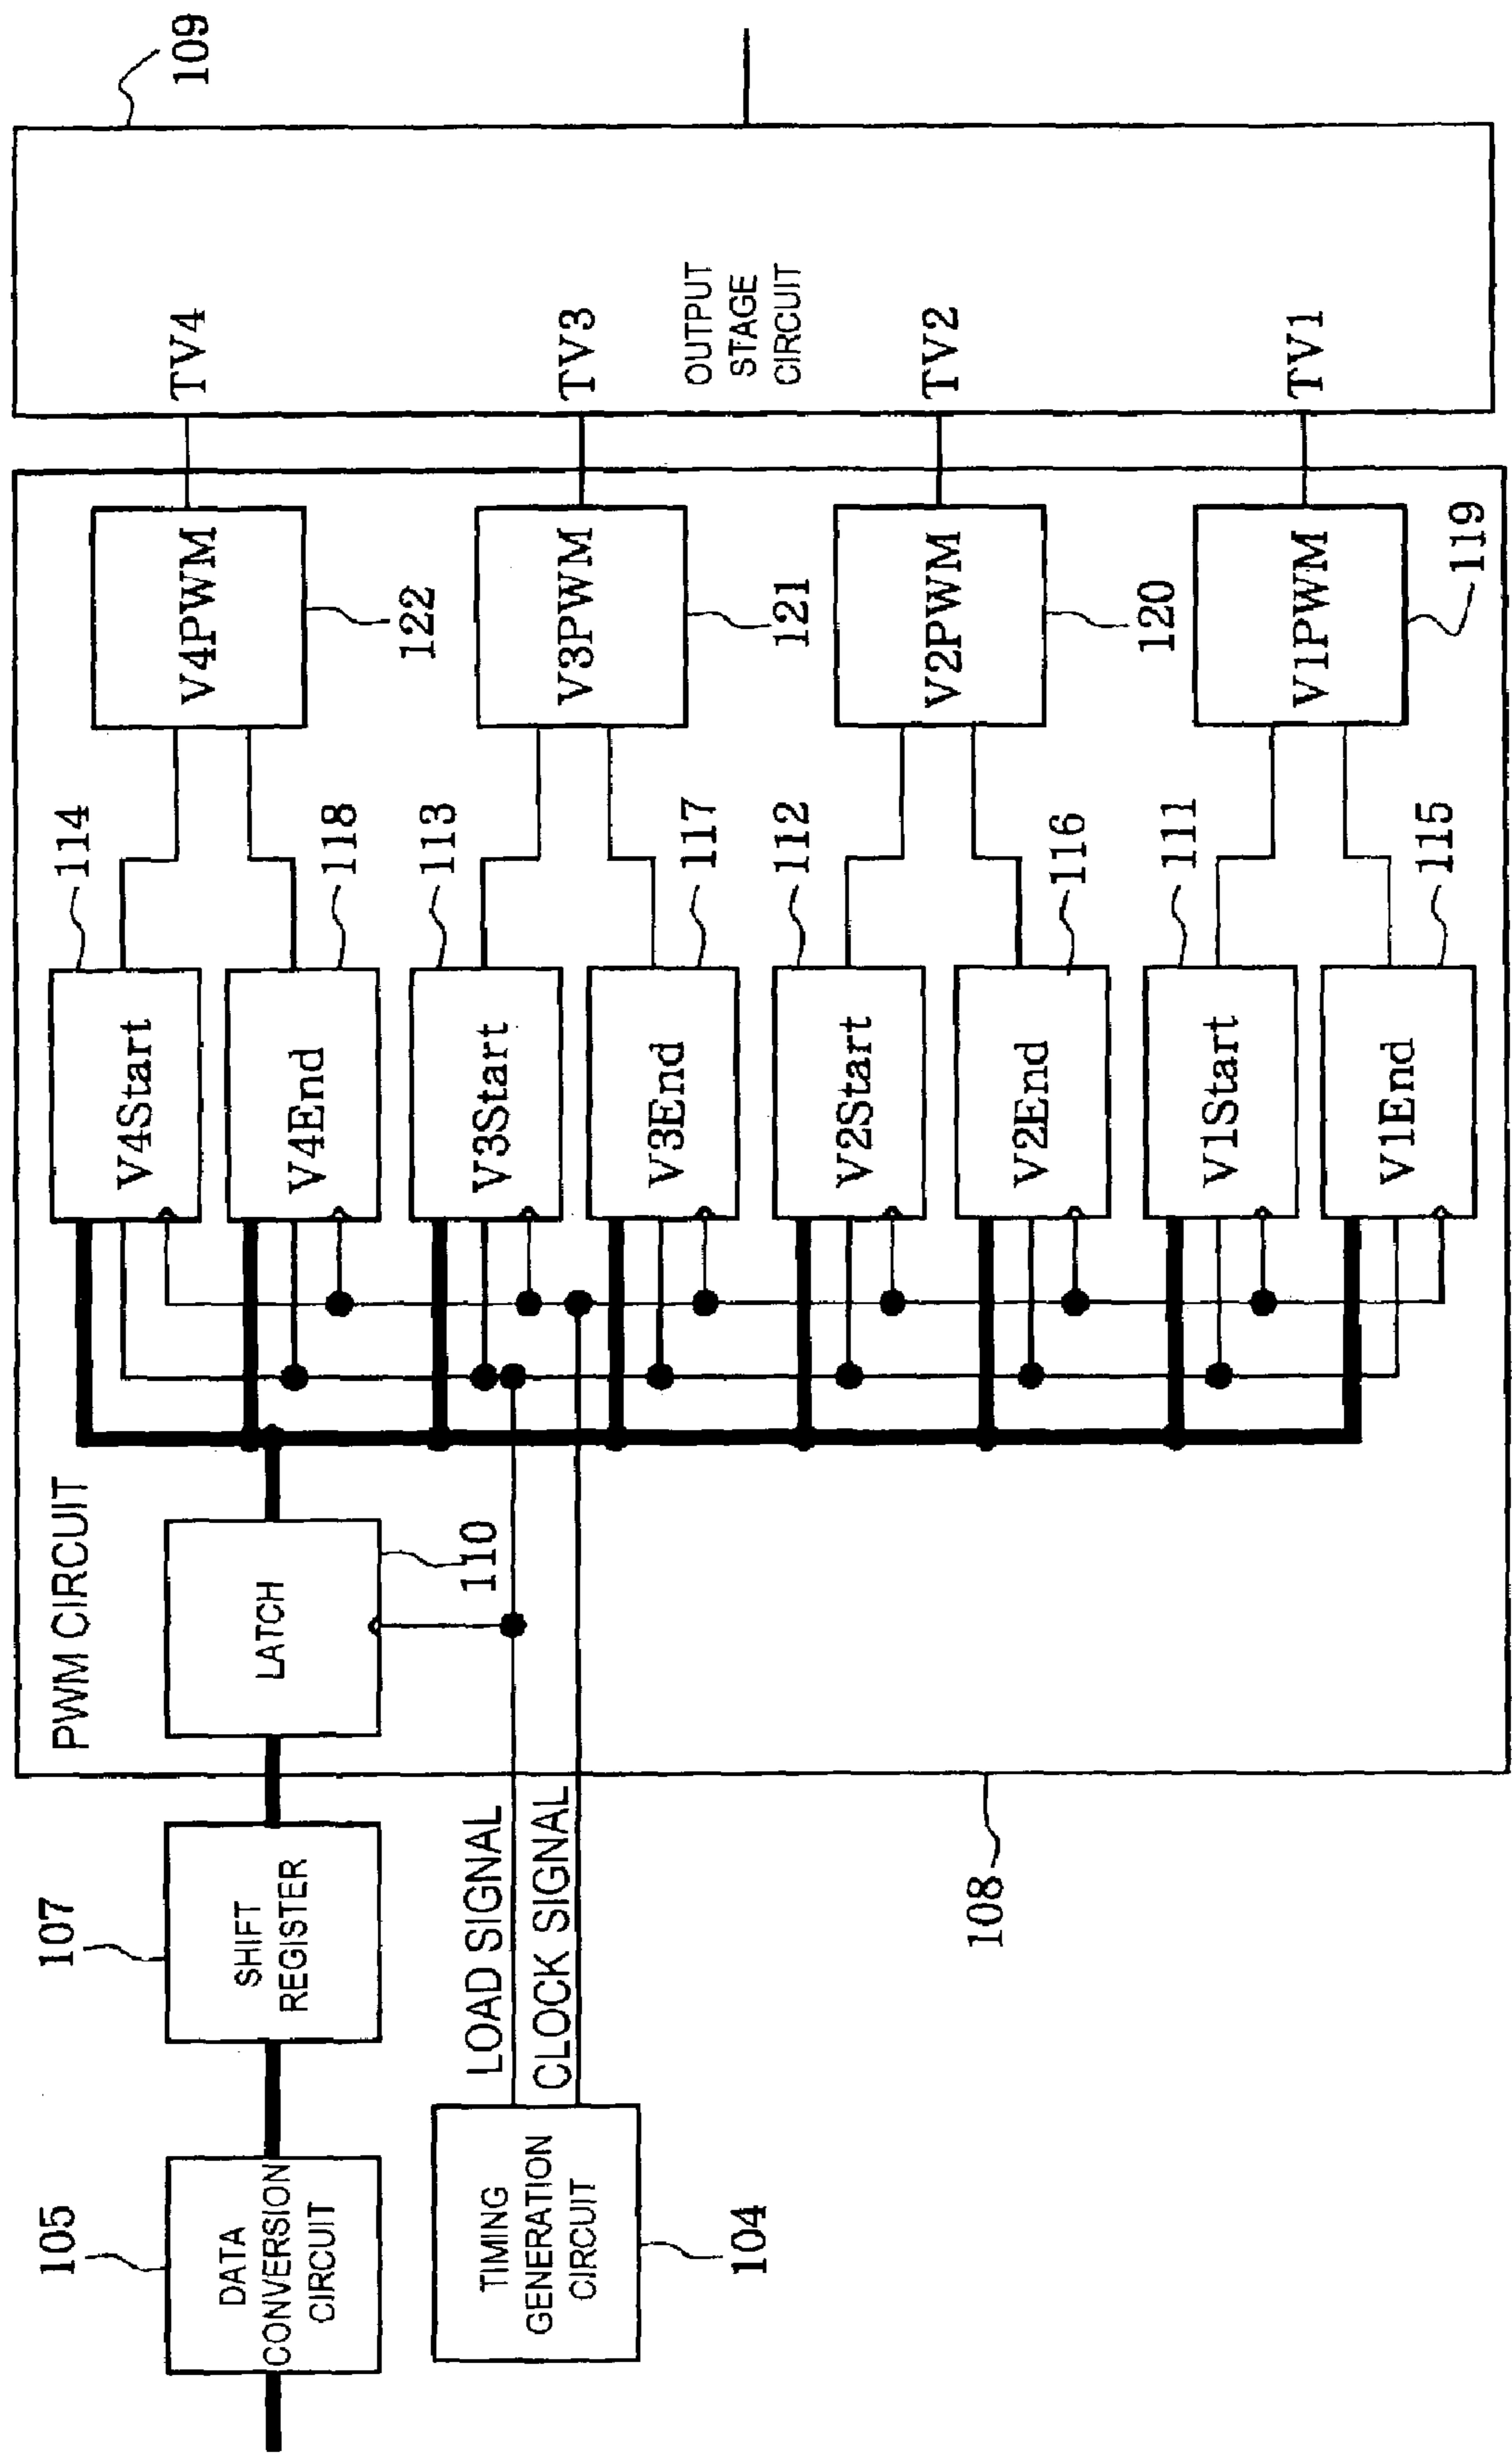 105
DATA
CONVERSION
CIRCUIT
107
SHIFT
REGISTER
PWM CIRCUIT
LATCH
110
LOAD SIGNAL
CLOCK SIGNAL
TIMING
GENERATION
CIRCUIT
104
108
V4Start
114
V4End
118
V3Start
113
V3End
117
V2Start
112
V2End
116
V1Start
111
V1End
115
V4PWM
122
V3PWM
121
V2PWM
120
V1PWM
119
TV4
TV3
TV2
TV1
OUTPUT
STAGE
CIRCUIT
109